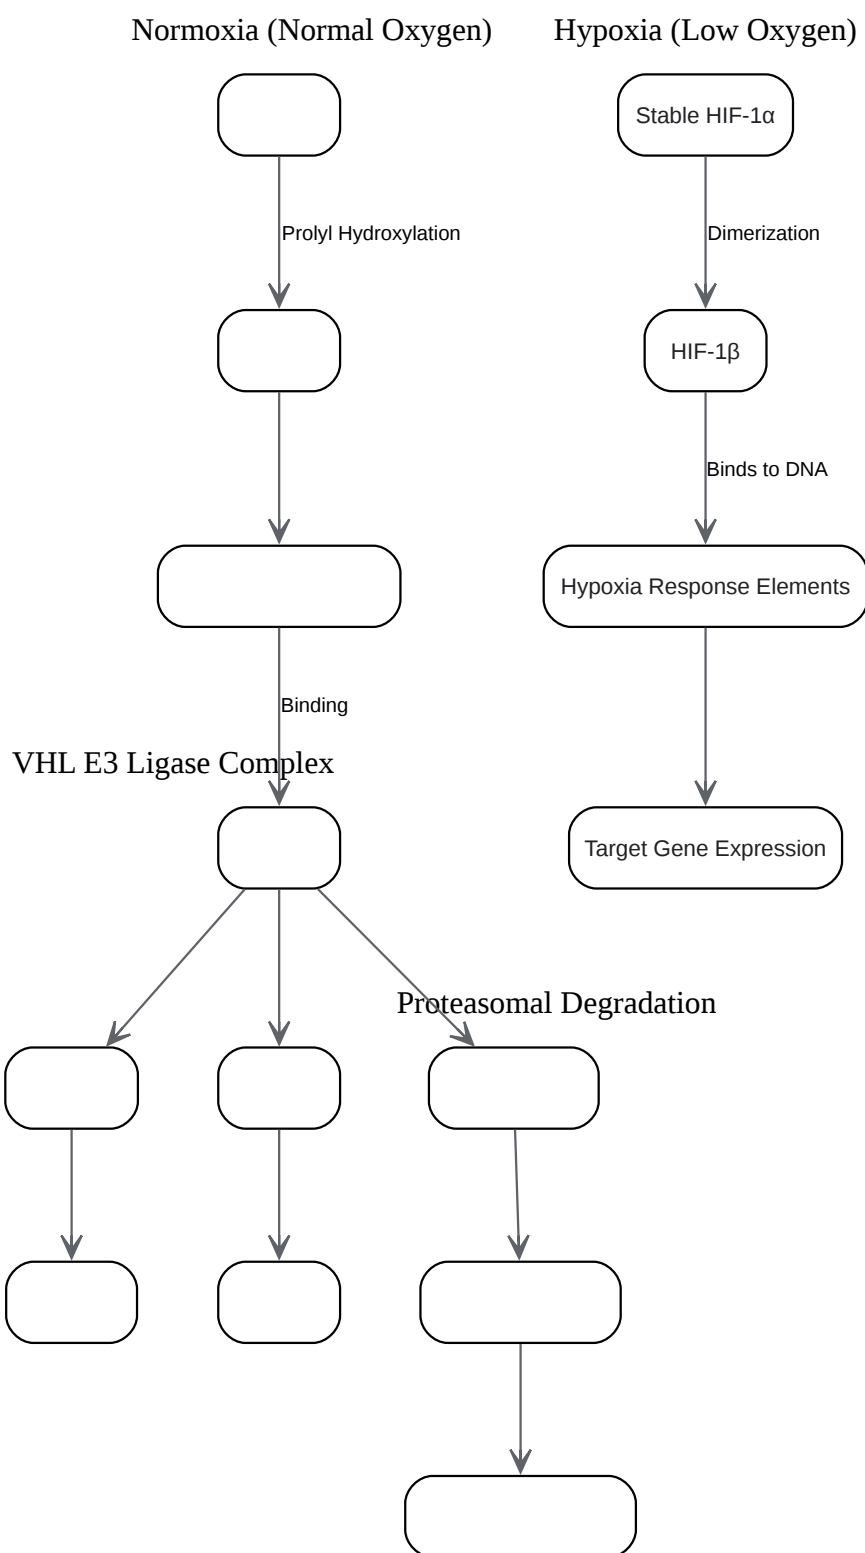 Normoxia (Normal Oxygen)
Hypoxia (Low Oxygen)
Stable HIF-1α
Prolyl Hydroxylation
Dimerization
HIF-1β
Binds to DNA
Hypoxia Response Elements
Binding
VHL E3 Ligase Complex
Target Gene Expression
Proteasomal Degradation